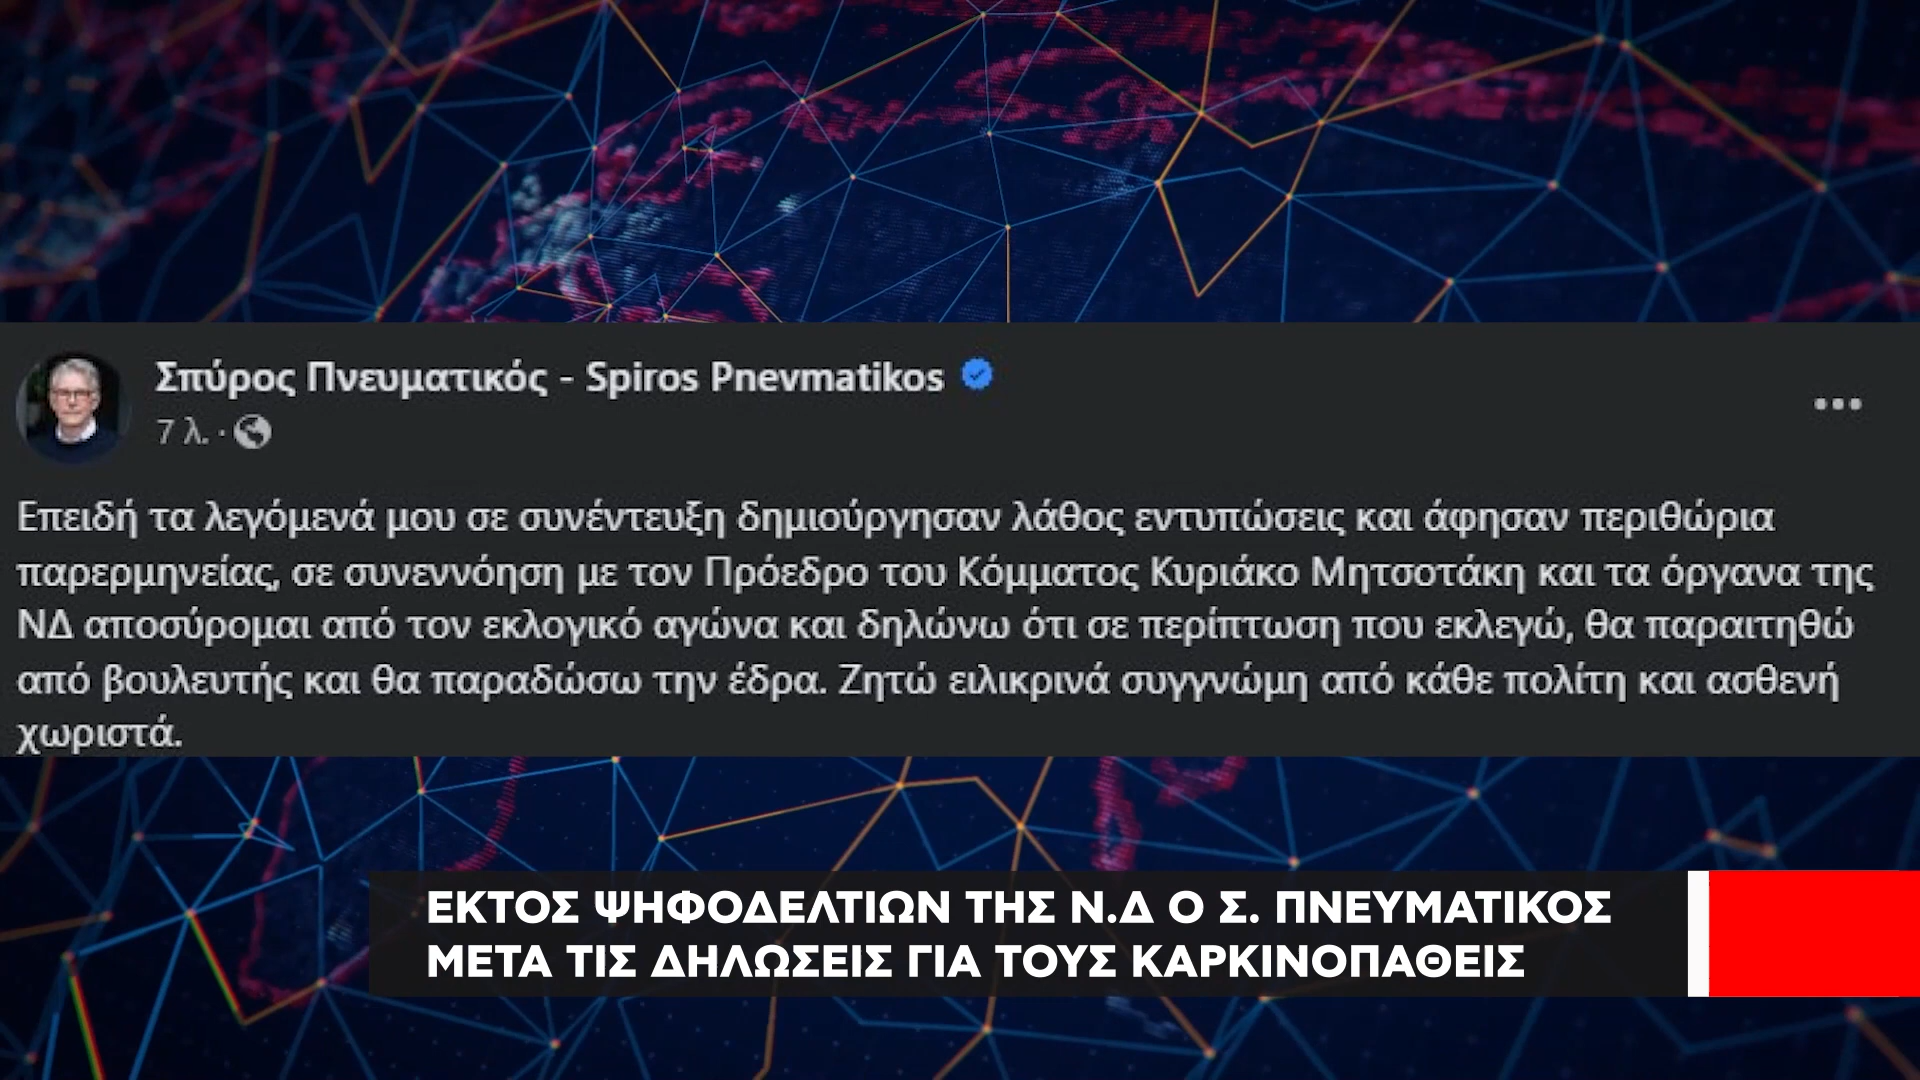 Σπύρος Πνευματικός - Spiros Pnevmatikos
7 λ. ·
Επειδή τα λεγόμενά μου σε συνέντευξη δημιούργησαν λάθος εντυπώσεις και άφησαν περιθώρια
παρερμηνείας, σε συνεννόηση με τον Πρόεδρο του Κόμματος Κυριάκο Μητσοτάκη και τα όργανα της
ΝΔ αποσύρομαι από τον εκλογικό αγώνα και δηλώνω ότι σε περίπτωση που εκλεγώ, θα παραιτηθώ
από βουλευτής και θα παραδώσω την έδρα. Ζητώ ειλικρινά συγγνώμη από κάθε πολίτη και ασθενή
χωριστά.
ΕΚΤΟΣ ΨΗΦΟΔΕΛΤΙΩΝ ΤΗΣ Ν.Δ Ο Σ. ΠΝΕΥΜΑΤΙΚΟΣ
ΜΕΤΑ ΤΙΣ ΔΗΛΩΣΕΙΣ ΓΙΑ ΤΟΥΣ ΚΑΡΚΙΝΟΠΑΘΕΙΣ